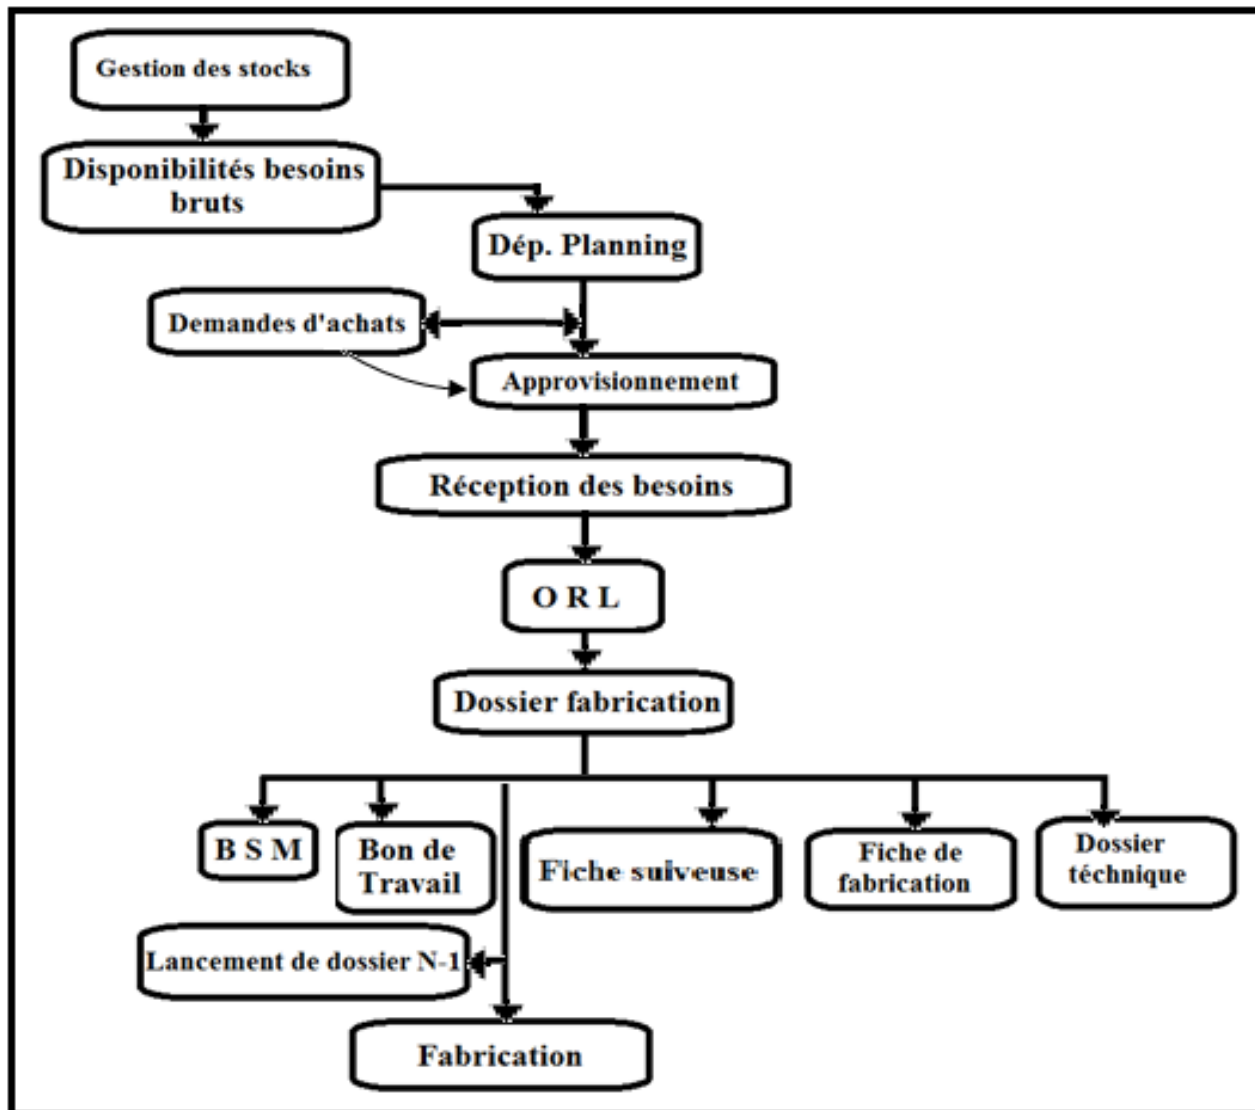 Gestion des stocks
Disponibilités besoins
bruts
Dép. Planning
Demandes d'achats
Approvisionnement
Réception des besoins
O R L
Dossier fabrication
B S M
Bon de
Travail
Fiche suiveuse
Fiche de
fabrication
Dossier
téchnique
Lancement de dossier N-1
Fabrication